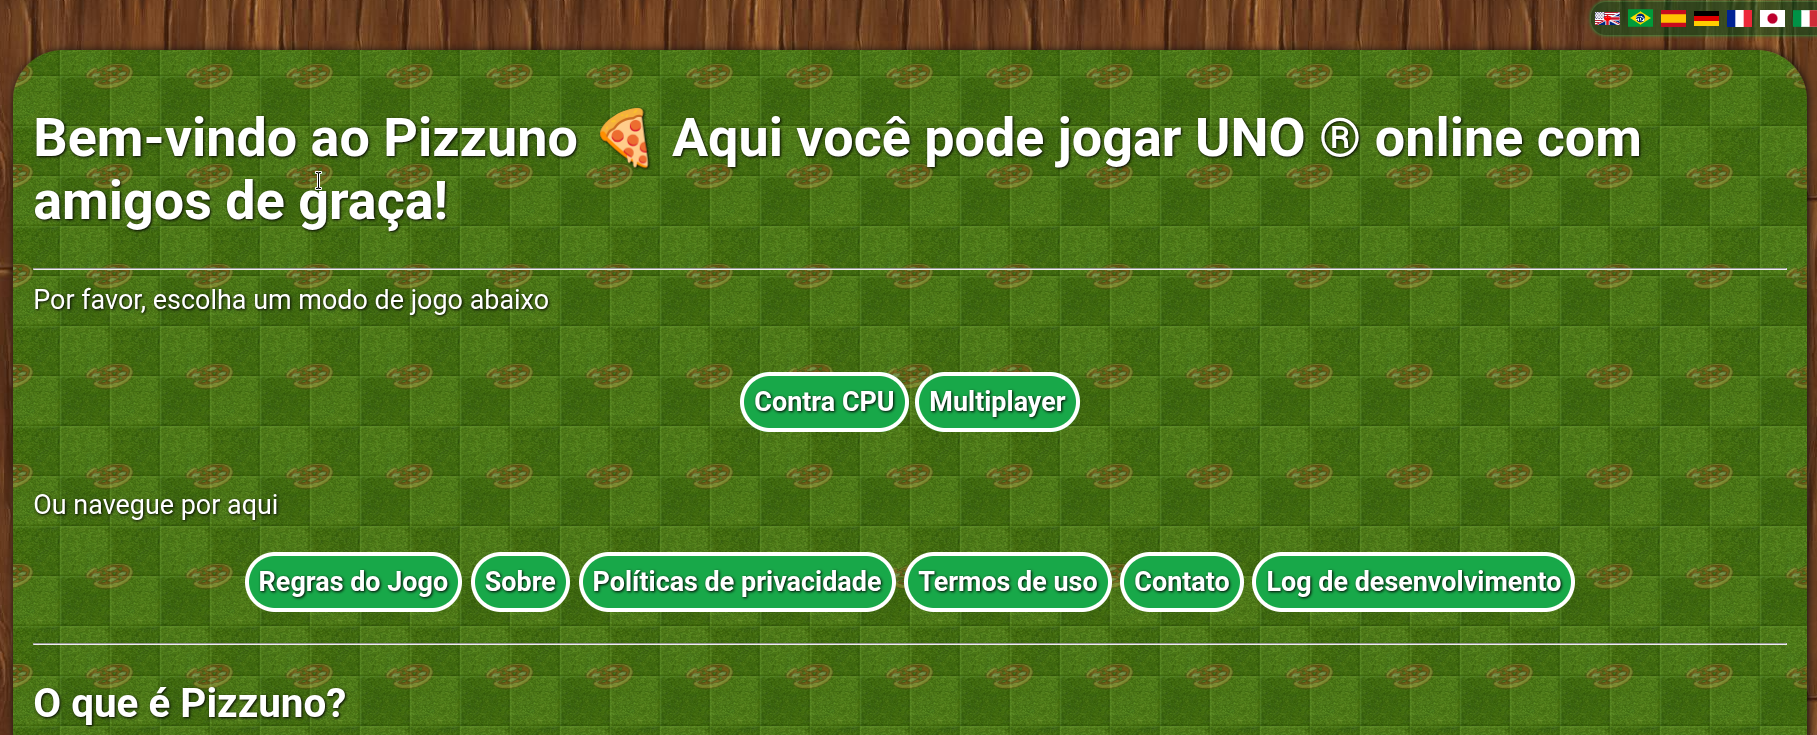 Bem-vindo ao Pizzuno 🍕 Aqui você pode jogar UNO ® online com
amigos de graça!
Por favor, escolha um modo de jogo abaixo
Contra CPU Multiplayer
Ou navegue por aqui
Regras do Jogo Sobre Políticas de privacidade Termos de uso Contato Log de desenvolvimento
O que é Pizzuno?